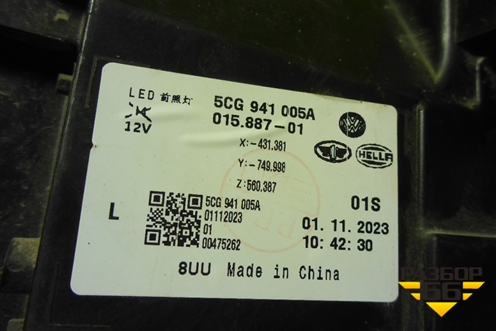 LED 前照灯
12V
5CG 941 005A
015.887-01
X:-431.381
Y:-749.998
Z:560.387
HELLA
L
5CG 941 005A
01112023
01
00475262
01S
01. 11. 2023
10: 42: 30
8UU Made in China
РАЗБОР
66